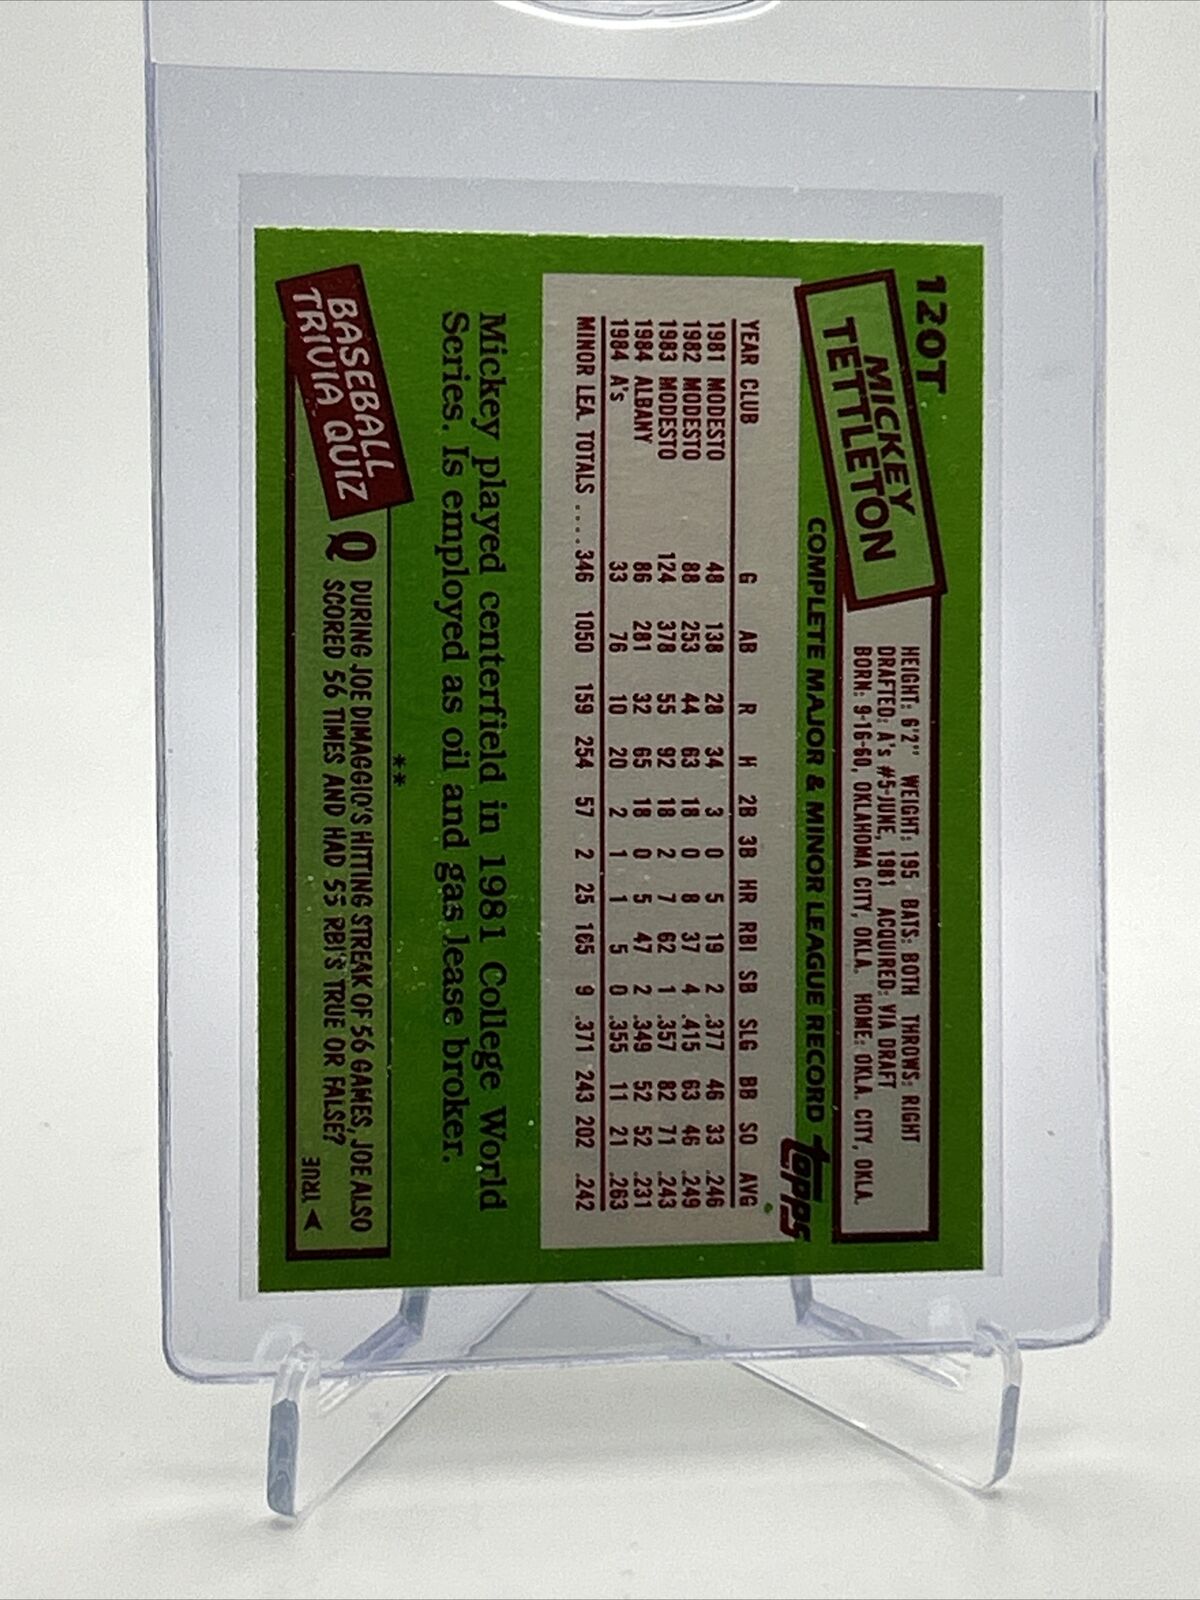 120T
MICKEY
TETTLETON
HEIGHT: 6'2" WEIGHT: 195 BATS: BOTH THROWS: RIGHT
DRAFTED: A's #5-JUNE, 1981 ACQUIRED: VIA DRAFT
BORN: 9-16-60, OKLAHOMA CITY, OKLA. HOME: OKLA. CITY, OKLA.
COMPLETE MAJOR & MINOR LEAGUE RECORD
topps
YEAR CLUB G AB R H 2B 3B HR RBI SB SLG BB SO AVG
1981 MODESTO 48 138 28 34 3 0 5 19 2 .377 46 33 .246
1982 MODESTO 88 253 44 63 18 0 8 37 4 .415 63 46 .249
1983 MODESTO 124 378 55 92 18 2 7 62 1 .357 82 71 .243
1984 ALBANY 86 281 32 65 18 0 5 47 2 .349 52 52 .231
1984 A's 33 76 10 20 2 1 1 5 0 .355 11 21 .263
MINOR LEA. TOTALS .... 346 1050 159 254 57 2 25 165 9 .371 243 202 .242
Mickey played centerfield in 1981 College World
Series. Is employed as oil and gas lease broker.
**
BASEBALL
TRIVIA QUIZ
Q DURING JOE DIMAGGIO'S HITTING STREAK OF 56 GAMES, JOE ALSO
SCORED 56 TIMES AND HAD 55 RBI'S TRUE OR FALSE?
TRUE